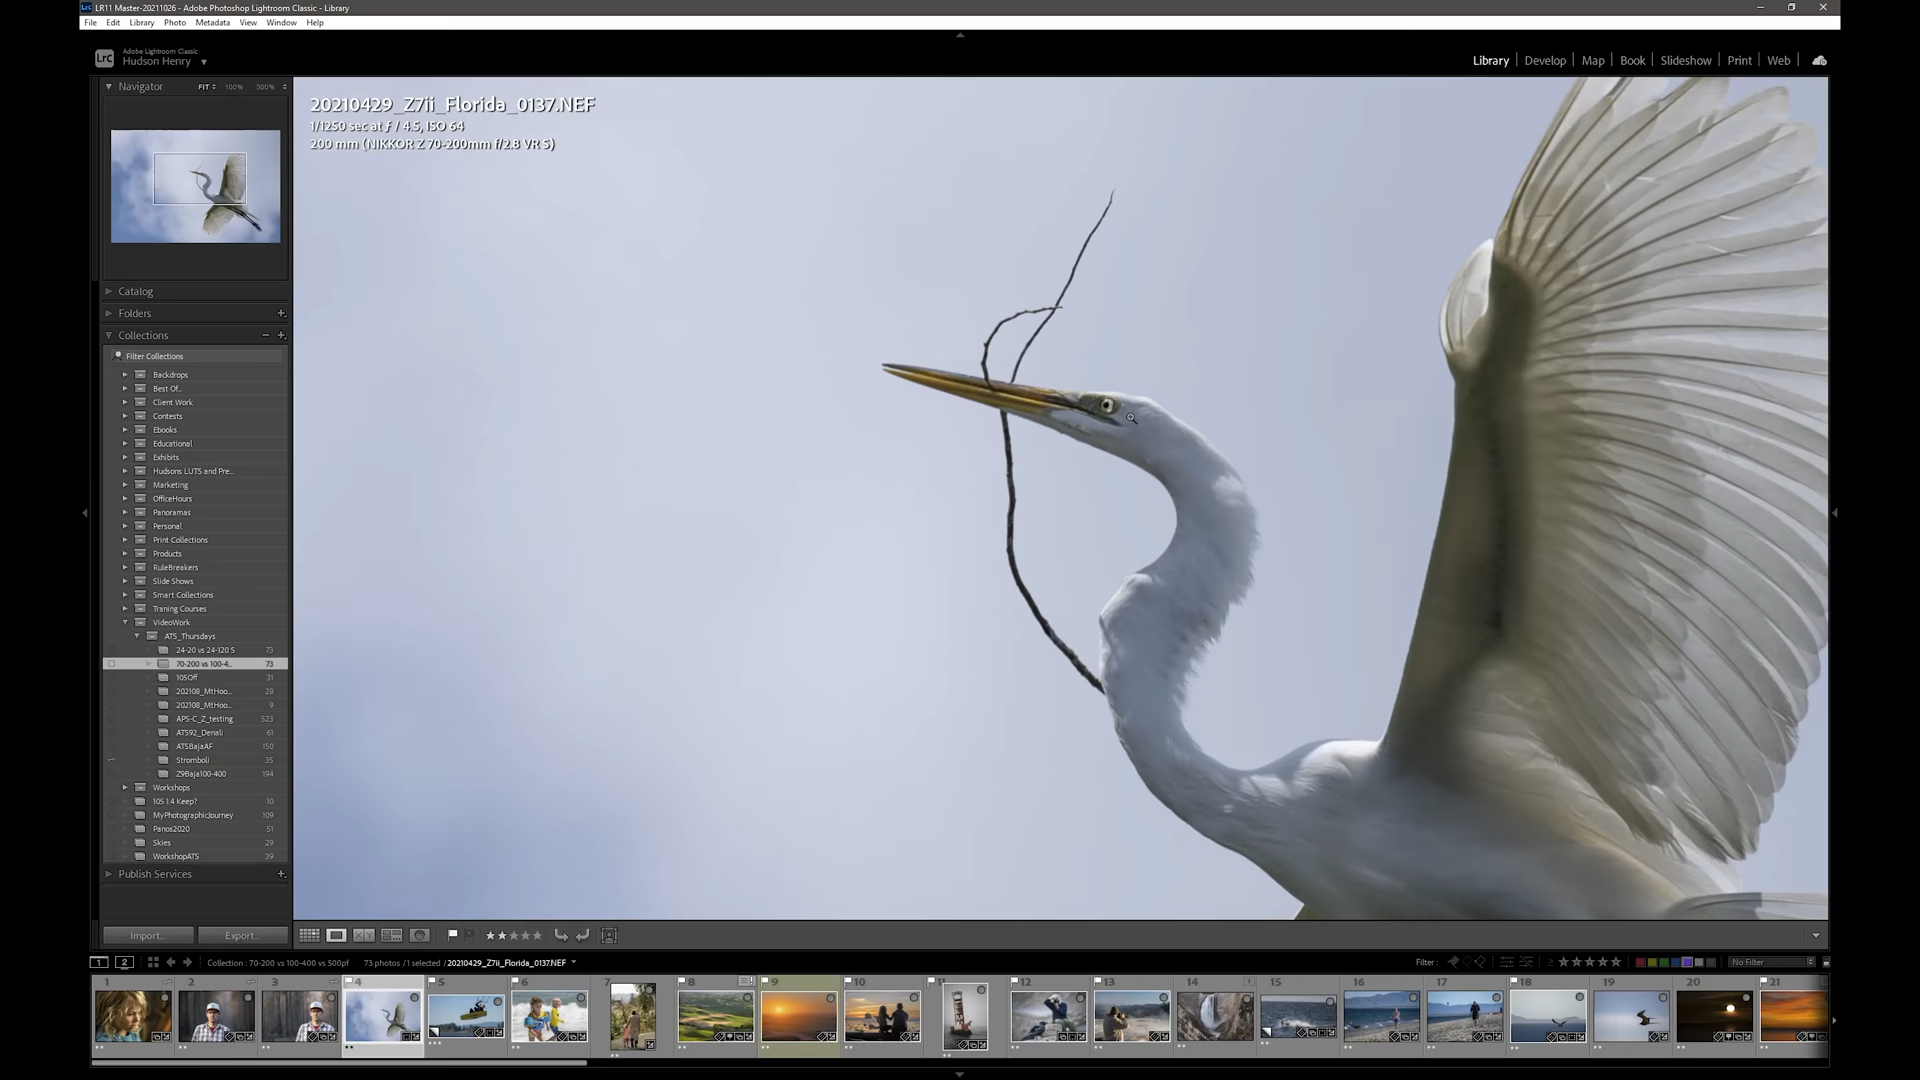 LR11 Master-20211026 - Adobe Photoshop Lightroom Classic - Library
File Edit Library Photo Metadata View Window Help
LrC
Adobe Lightroom Classic
Hudson Henry
Library | Develop | Map | Book | Slideshow | Print | Web
Navigator FIT 100% 300%
20210429_Z7ii_Florida_0137.NEF
1/1250 sec at ƒ / 4.5, ISO 64
200 mm (NIKKOR Z 70-200mm f/2.8 VR S)
Catalog
Folders
Collections
Filter Collections
Backdrops
Best Of...
Client Work
Contests
Ebooks
Educational
Exhibits
Hudsons LUTS and Pre...
Marketing
OfficeHours
Panoramas
Personal
Print Collections
Products
RuleBreakers
Slide Shows
Smart Collections
Traning Courses
VideoWork
ATS_Thursdays
24-20 vs 24-120 S 73
70-200 vs 100-4... 73
105Off 31
202108_MtHoo... 28
202108_MtHoo... 9
APS-C_Z_testing 523
ATS92_Denali 61
ATSBajaAF 150
Stromboli 35
Z9Baja100-400 194
Workshops
105 1.4 Keep? 10
MyPhotographicJourney 109
Panos2020 51
Skies 29
WorkshopATS 39
Publish Services
Import... Export...
1 2 Collection : 70-200 vs 100-400 vs 500pf 73 photos / 1 selected / 20210429_Z7ii_Florida_0137.NEF Filter : No Filter
1 2 3 4 5 6 7 8 9 10 11 12 13 14 15 16 17 18 19 20 21